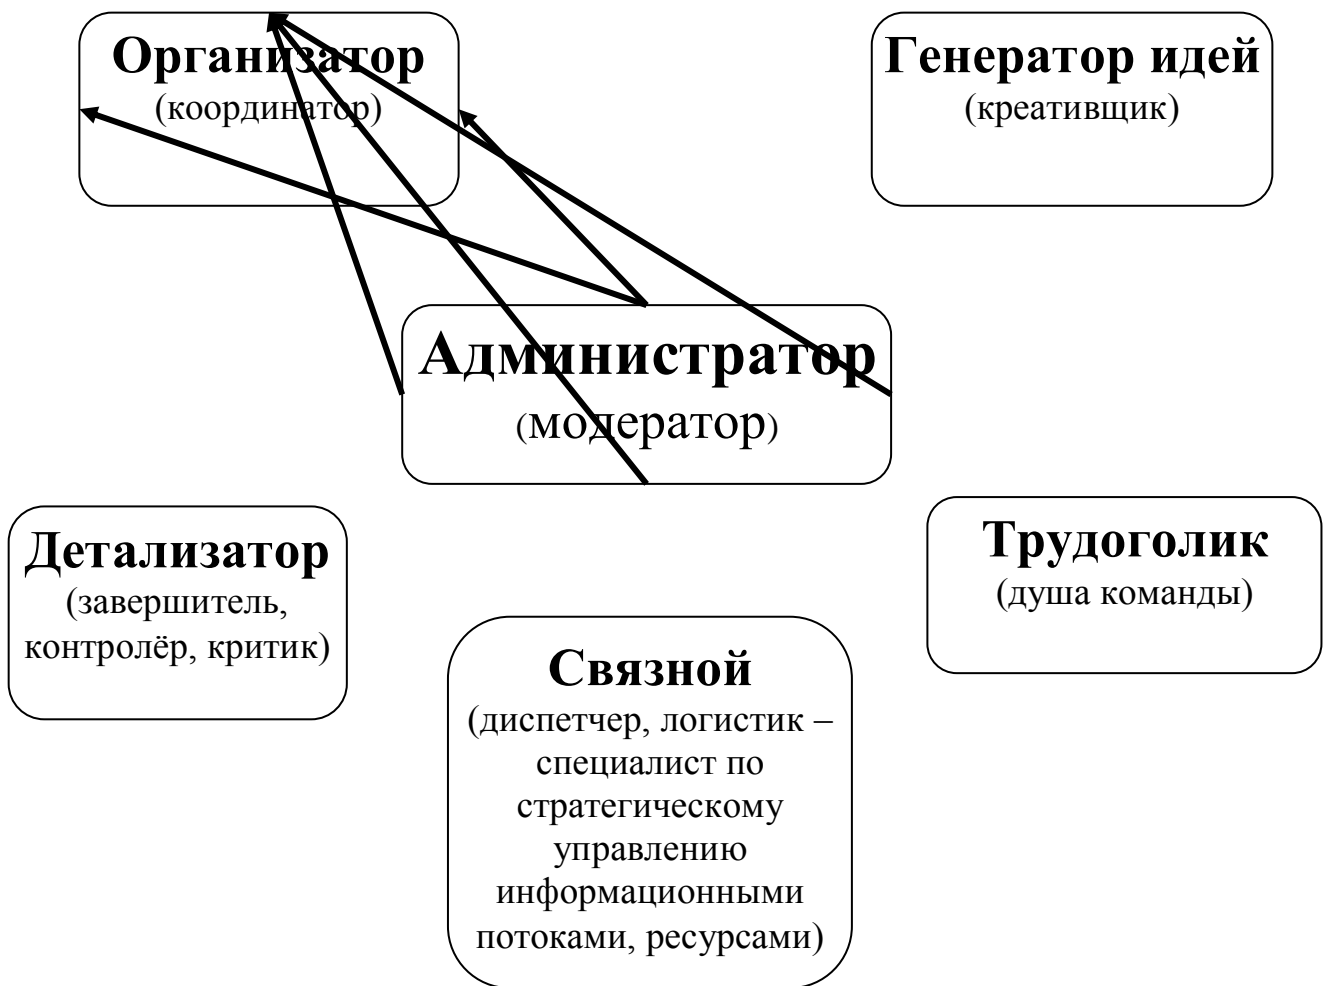 Организатор
(координатор)
Генератор идей
(креативщик)
Администратор
(модератор)
Детализатор
(завершитель,
контролёр, критик)
Трудоголик
(душа команды)
Связной
(диспетчер, логистик –
специалист по
стратегическому
управлению
информационными
потоками, ресурсами)